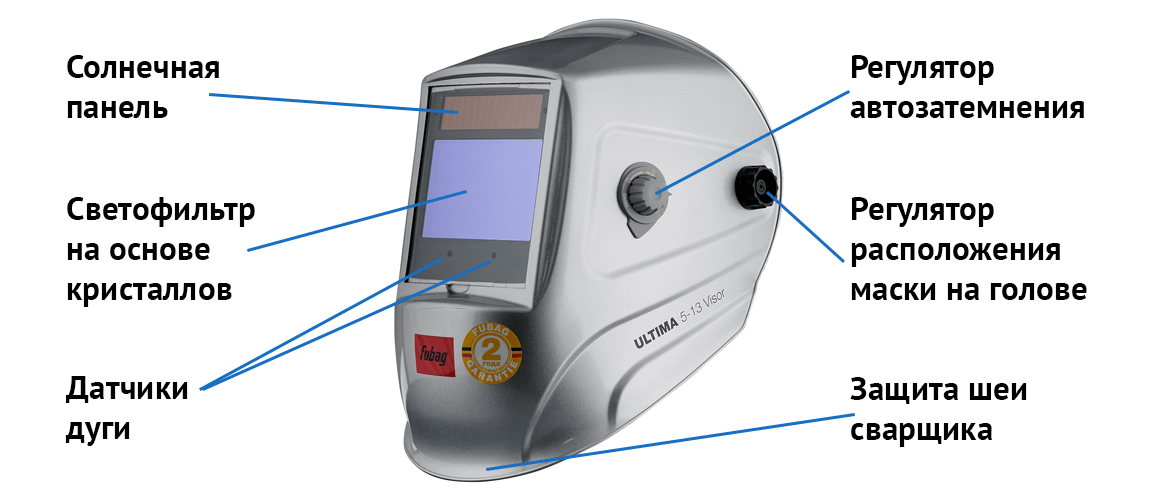 Солнечная
панель
Светофильтр
на основе
кристаллов
Датчики
дуги
Регулятор
автозатемнения
Регулятор
расположения
маски на голове
Защита шеи
сварщика
ULTIMA 5-13 Visor
fubag
FUBAG
2
года
GARANTIE